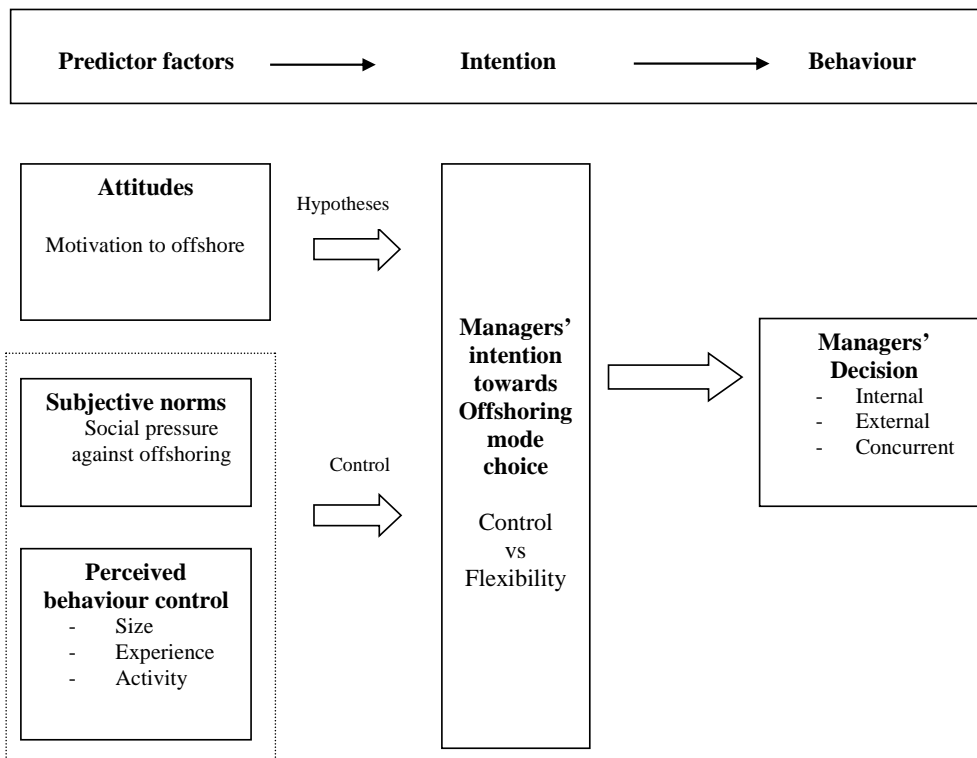 Predictor factors Intention Behaviour
Attitudes
Motivation to offshore
Hypotheses
Subjective norms
Social pressure
against offshoring
Control
Perceived
behaviour control
- Size
- Experience
- Activity
Managers’
intention
towards
Offshoring
mode
choice
Control
vs
Flexibility
Managers’
Decision
- Internal
- External
- Concurrent